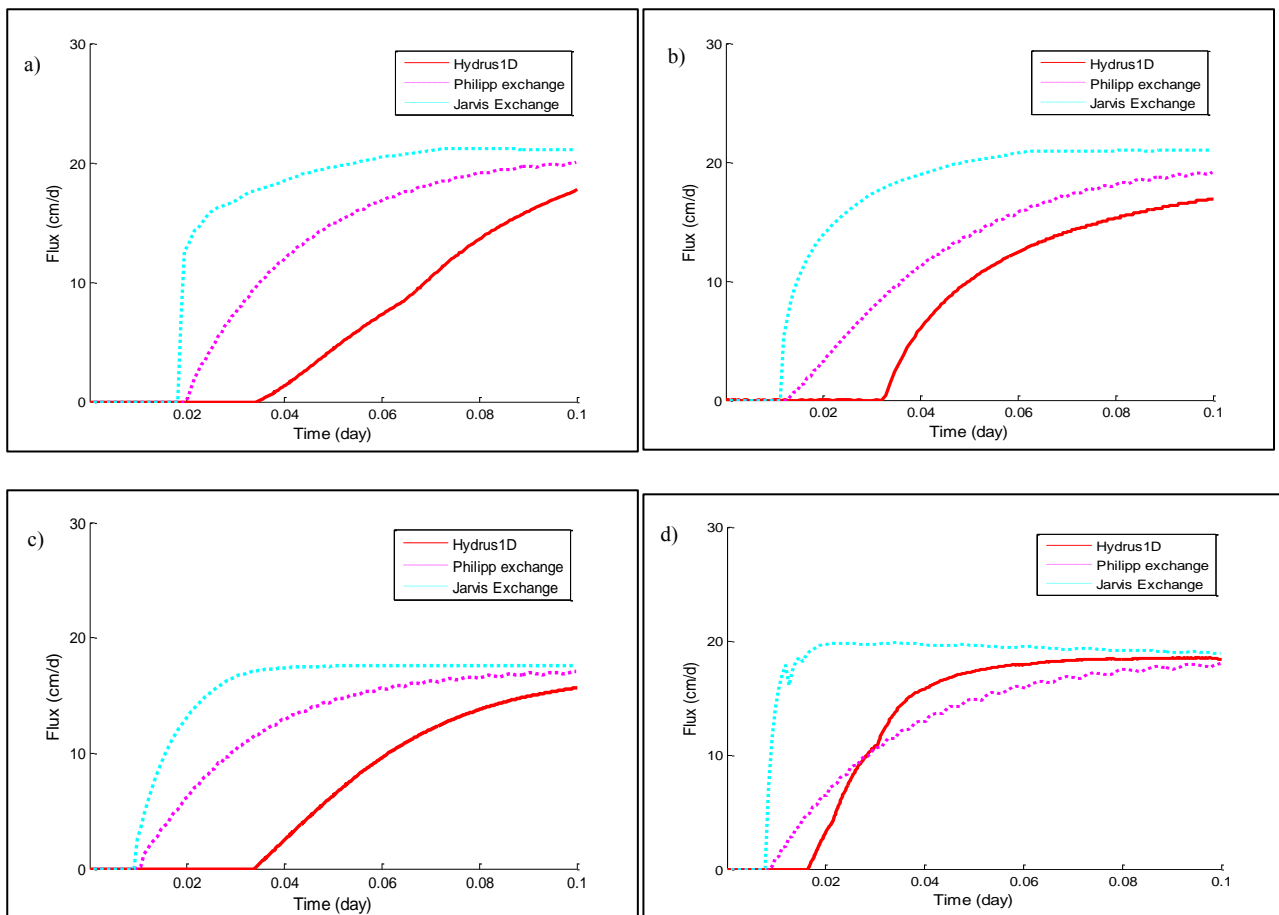 a)
30
20
10
0
Flux (cm/d)
0.02 0.04 0.06 0.08 0.1
Time (day)
Hydrus1D
Philipp exchange
Jarvis Exchange
b)
30
20
10
0
Flux (cm/d)
0.02 0.04 0.06 0.08 0.1
Time (day)
Hydrus1D
Philipp exchange
Jarvis Exchange
c)
30
20
10
0
Flux (cm/d)
0.02 0.04 0.06 0.08 0.1
Time (day)
Hydrus1D
Philipp exchange
Jarvis Exchange
d)
30
20
10
0
Flux (cm/d)
0.02 0.04 0.06 0.08 0.1
Time (day)
Hydrus1D
Philipp exchange
Jarvis Exchange